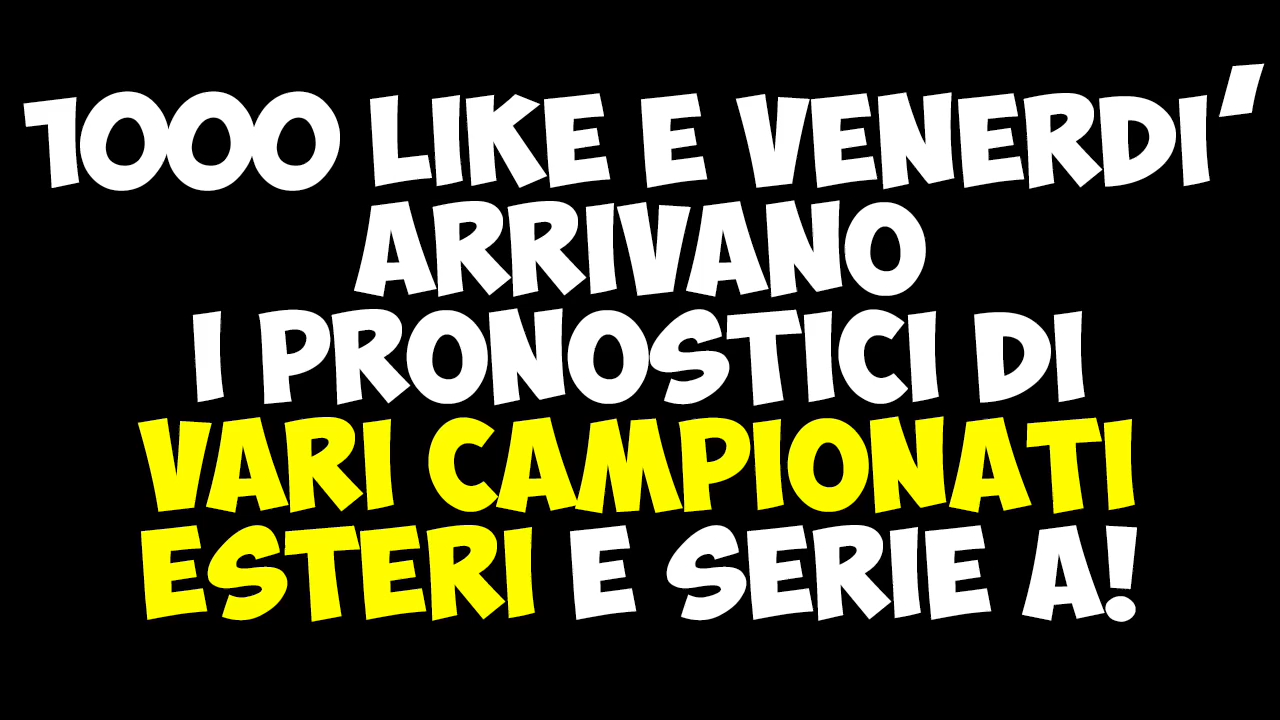 1000 LIKE E VENERDI'
ARRIVANO
I PRONOSTICI DI
VARI CAMPIONATI
ESTERI E SERIE A!